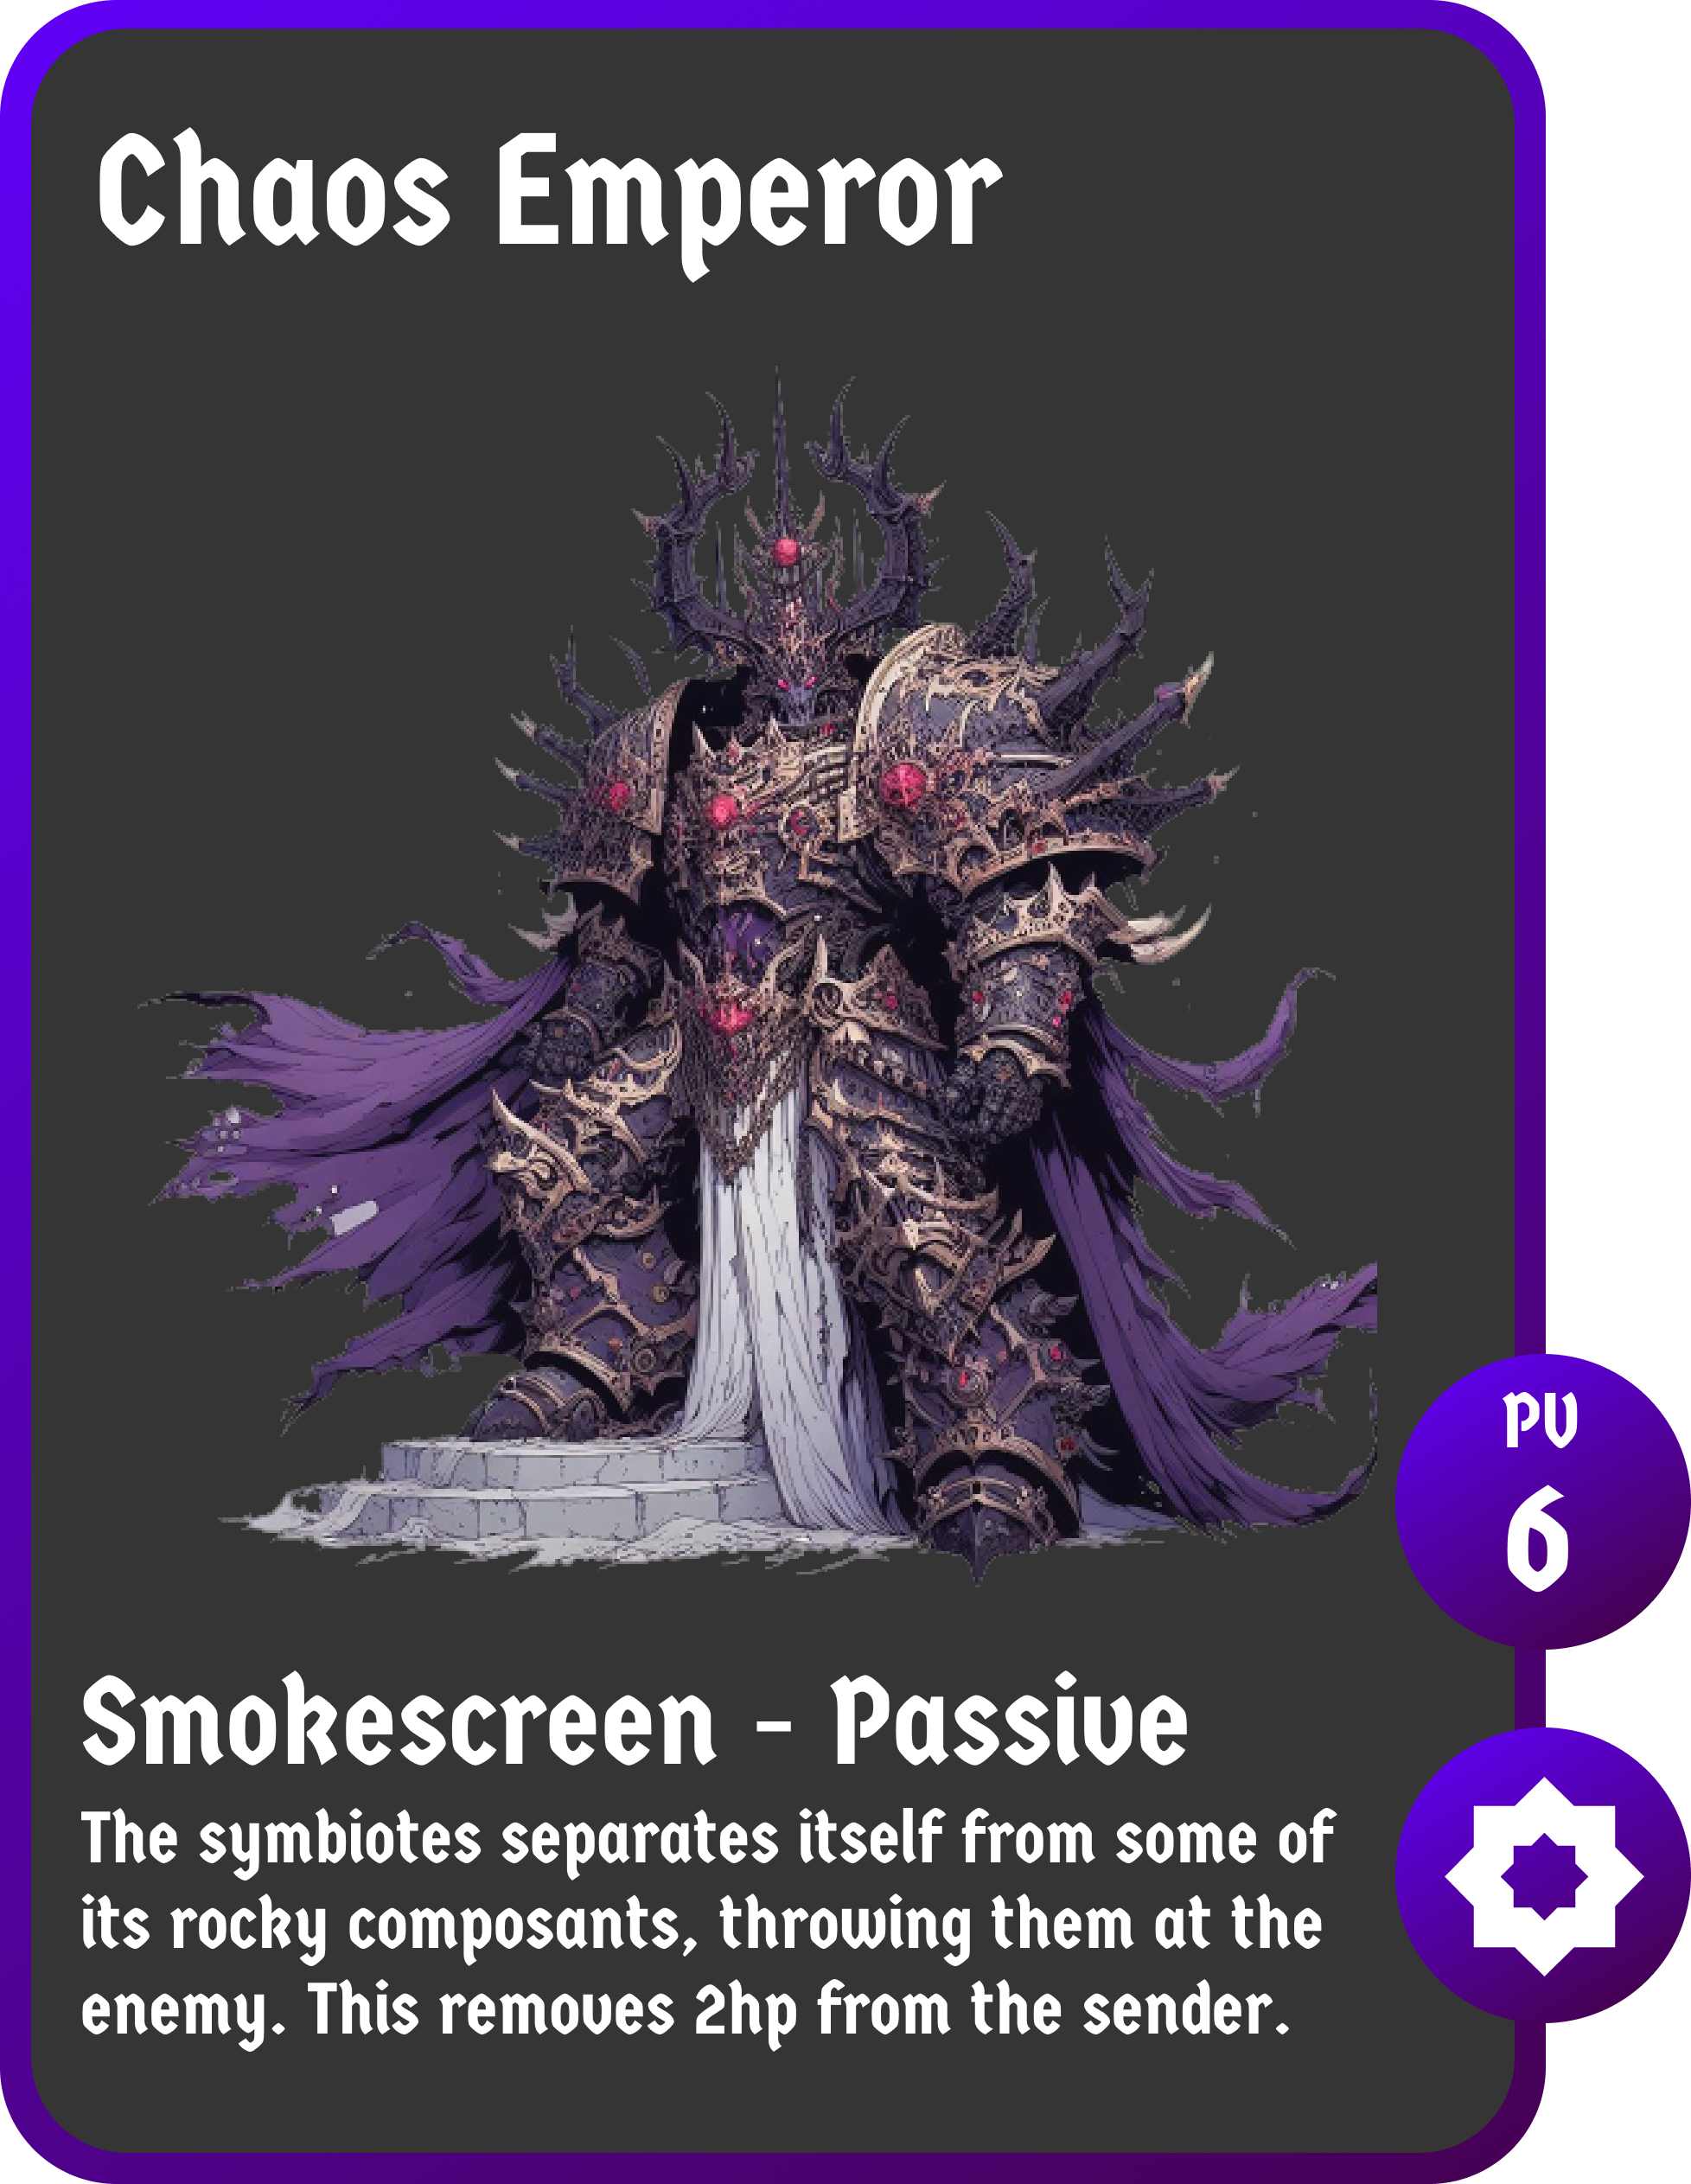 Chaos Emperor
PV
6
Smokescreen - Passive
The symbiotes separates itself from some of
its rocky composants, throwing them at the
enemy. This removes 2hp from the sender.